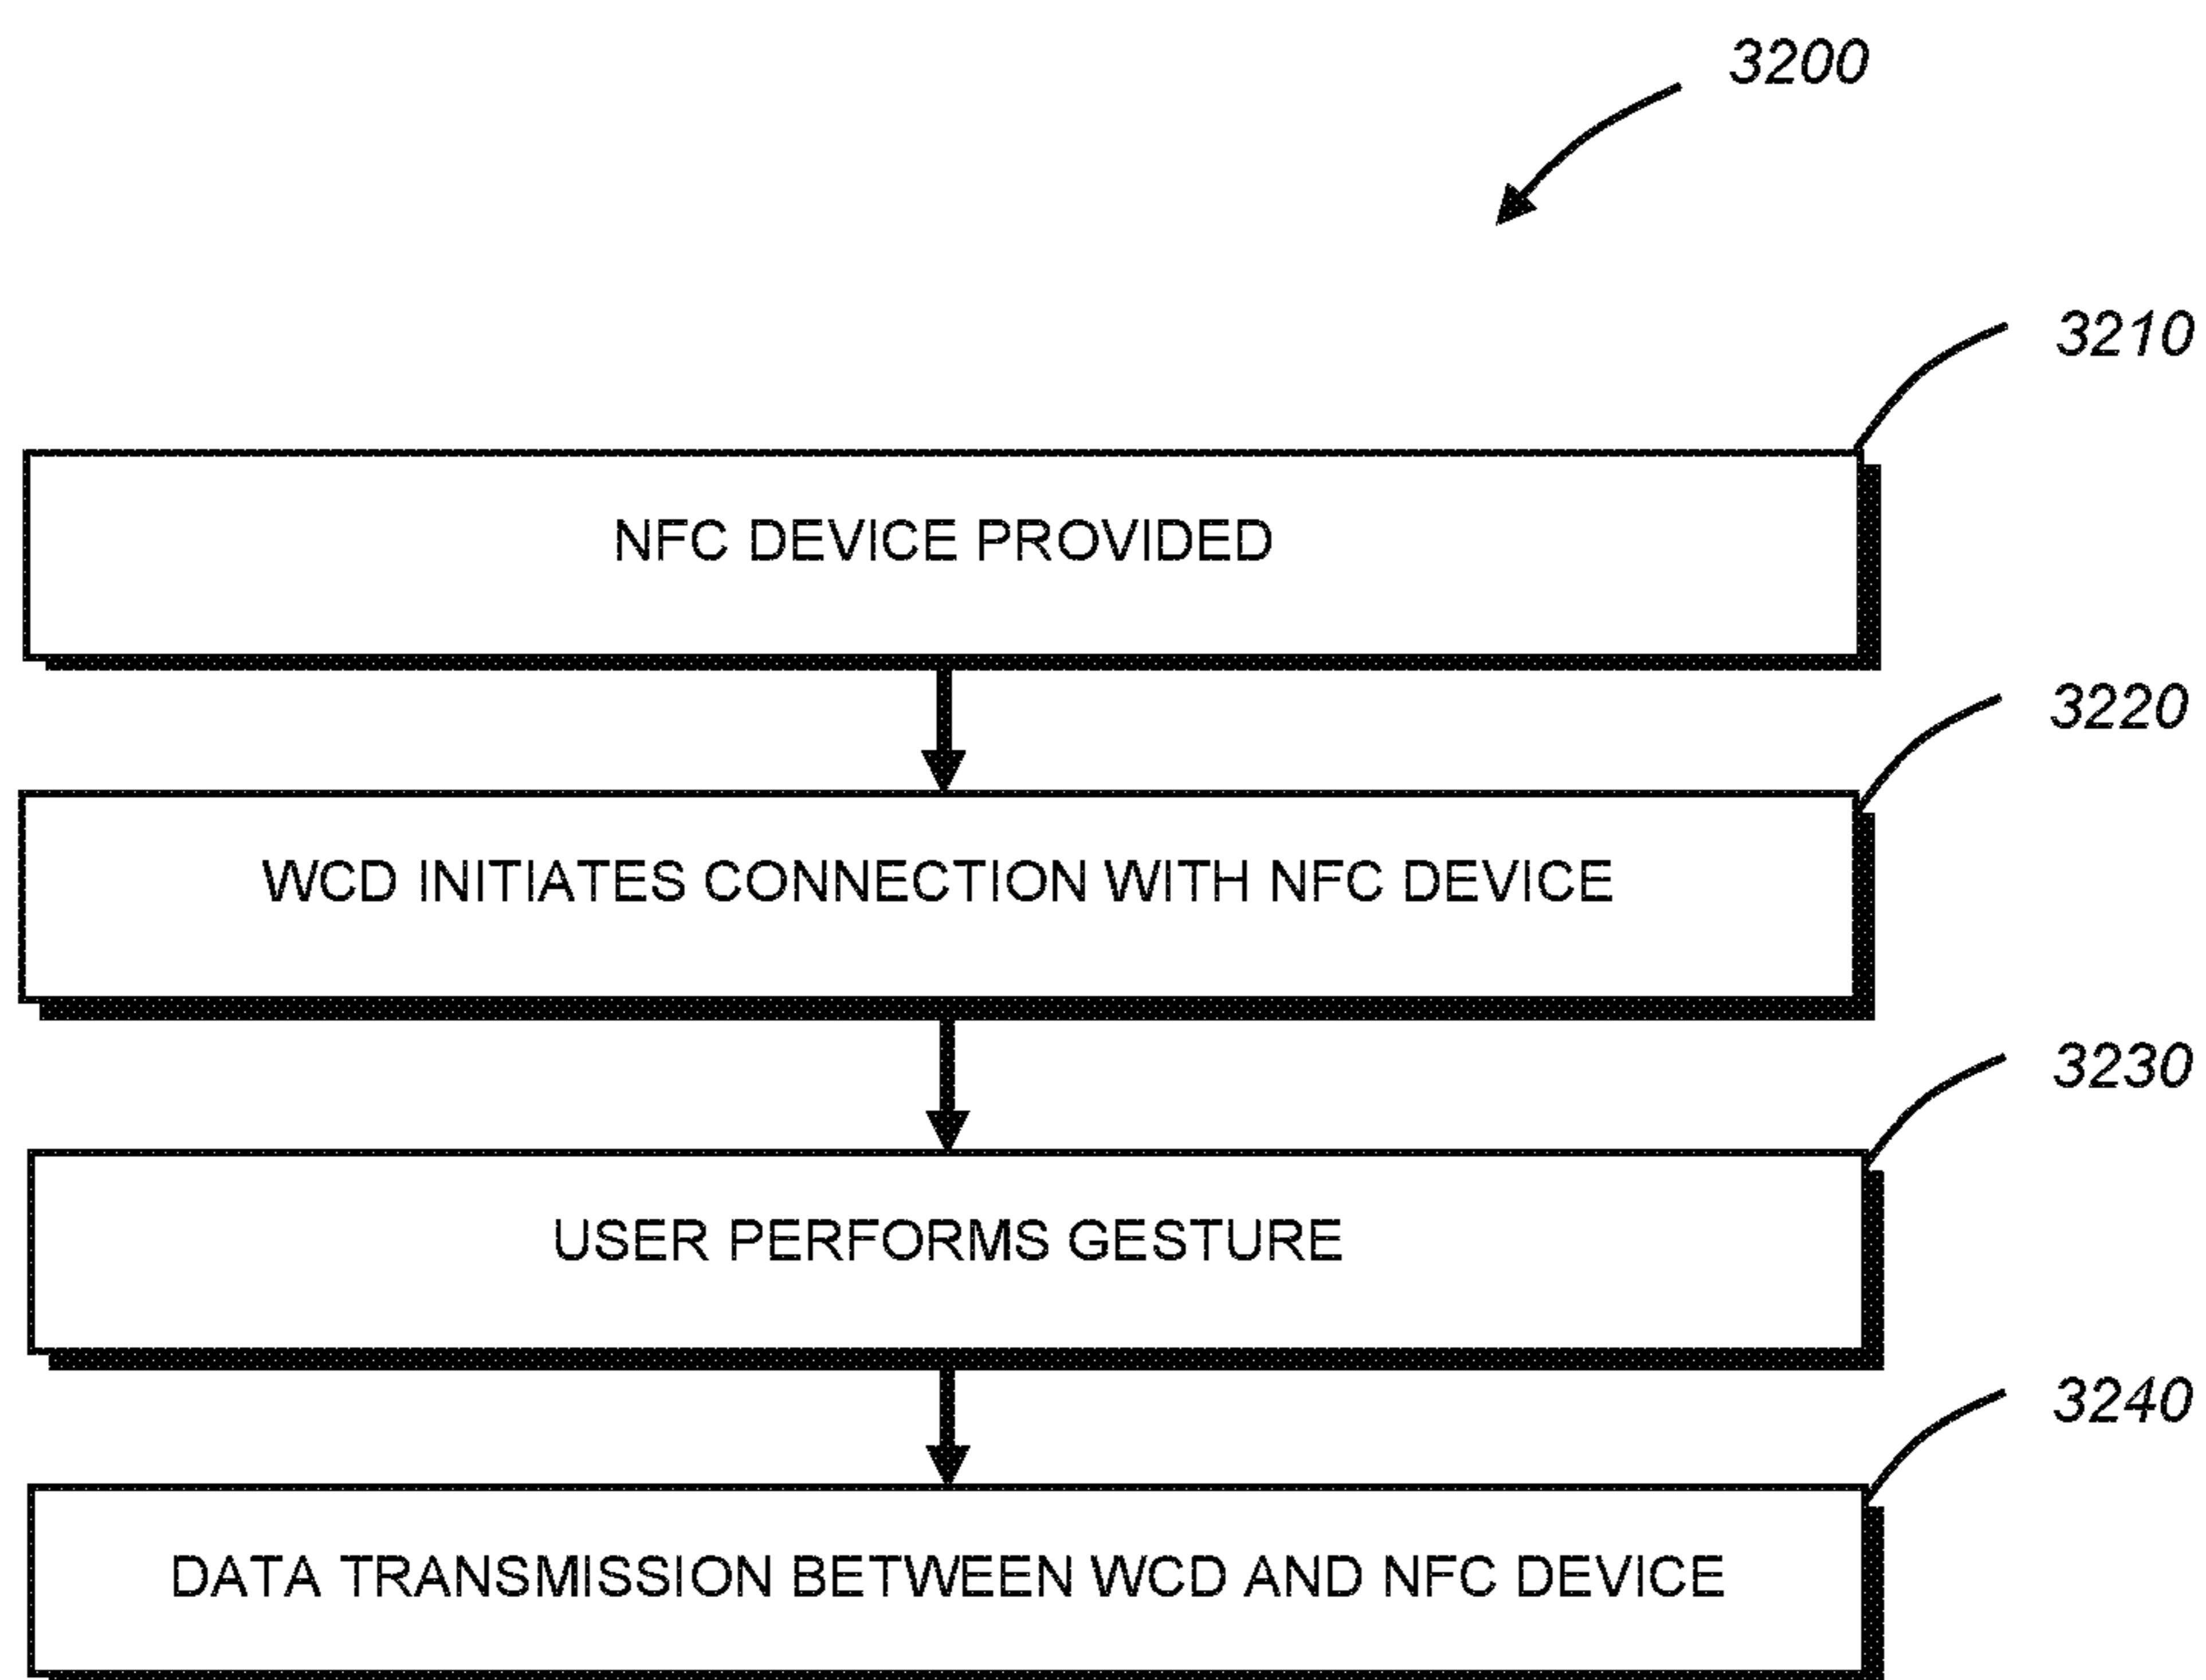 3200
3210
NFC DEVICE PROVIDED
3220
WCD INITIATES CONNECTION WITH NFC DEVICE
3230
USER PERFORMS GESTURE
3240
DATA TRANSMISSION BETWEEN WCD AND NFC DEVICE